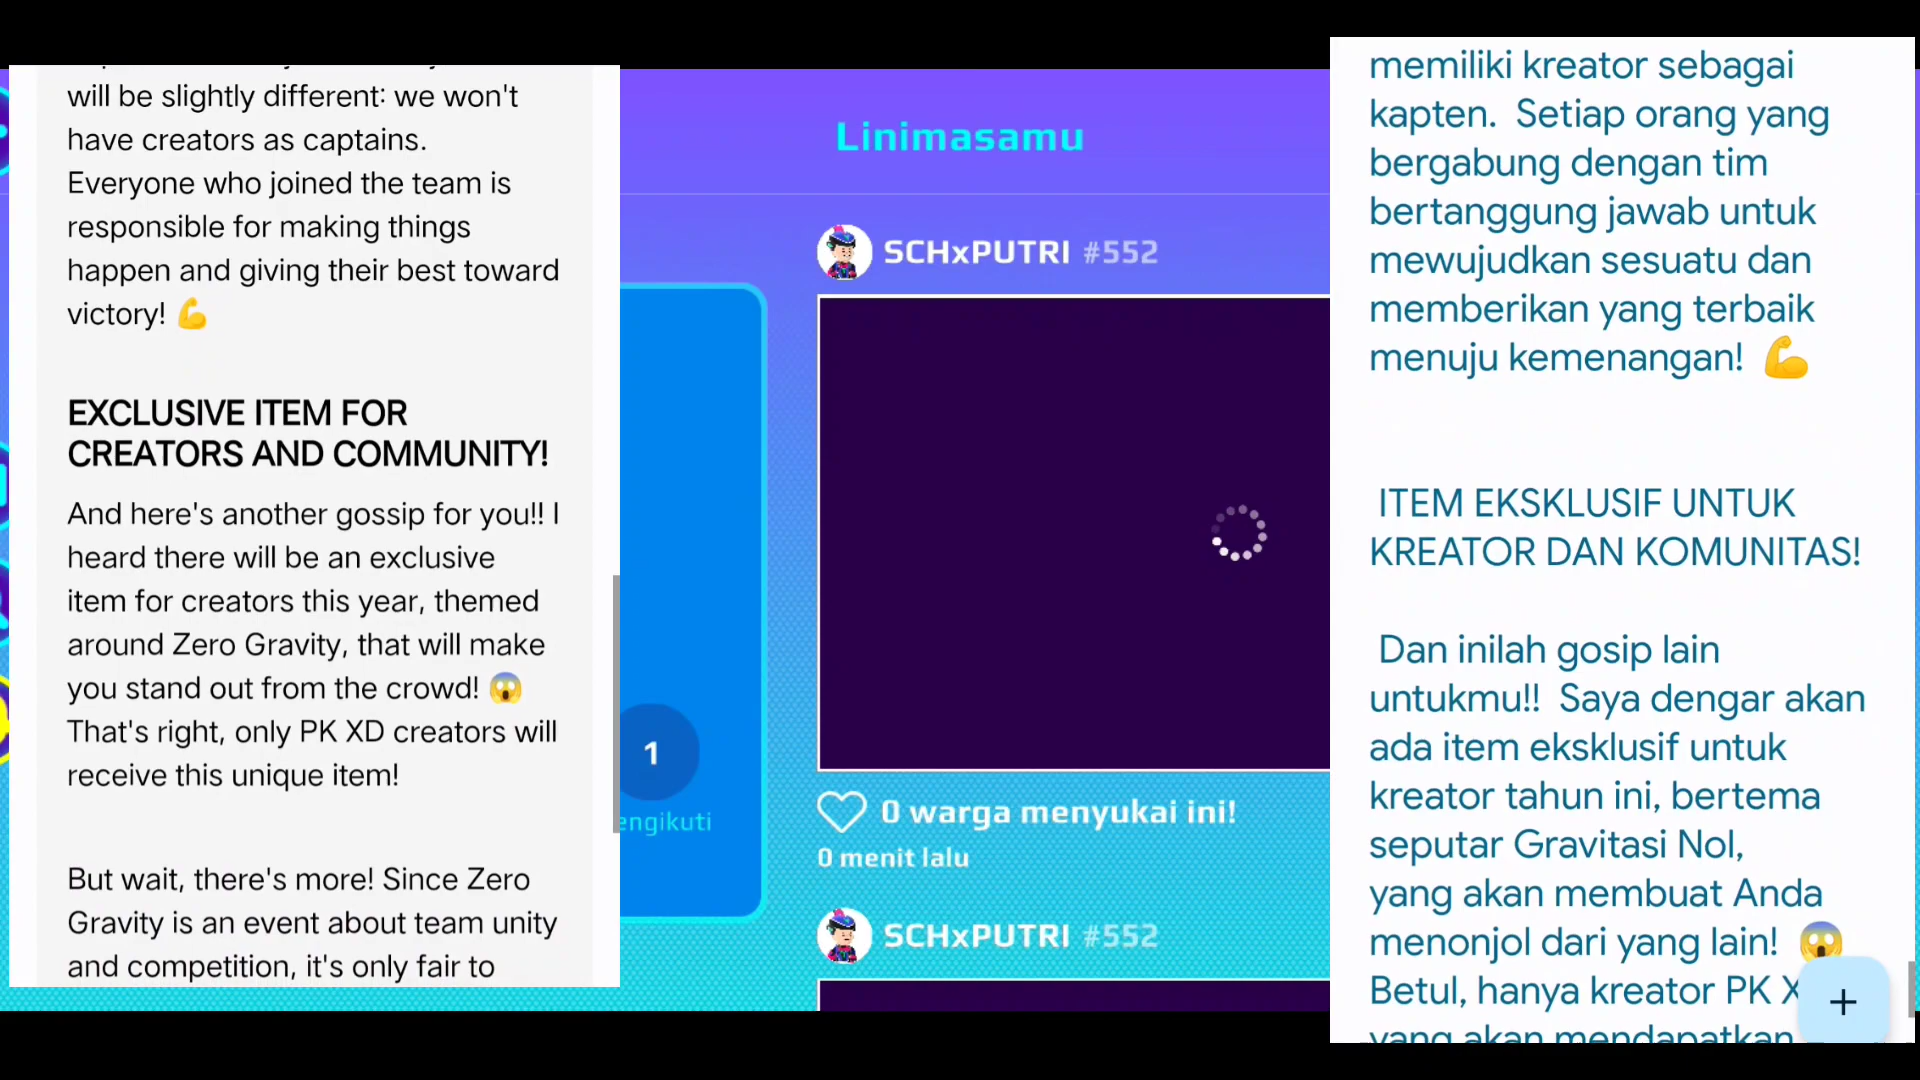 will be slightly different: we won't
have creators as captains.
Everyone who joined the team is
responsible for making things
happen and giving their best toward
victory! 💪
EXCLUSIVE ITEM FOR
CREATORS AND COMMUNITY!
And here's another gossip for you!! I
heard there will be an exclusive
item for creators this year, themed
around Zero Gravity, that will make
you stand out from the crowd! 😱
That's right, only PK XD creators will
receive this unique item!
But wait, there's more! Since Zero
Gravity is an event about team unity
and competition, it's only fair to
Linimasamu
SCHxPUTRI #552
1
engikuti
0 warga menyukai ini!
0 menit lalu
SCHxPUTRI #552
memiliki kreator sebagai
kapten. Setiap orang yang
bergabung dengan tim
bertanggung jawab untuk
mewujudkan sesuatu dan
memberikan yang terbaik
menuju kemenangan! 💪
ITEM EKSKLUSIF UNTUK
KREATOR DAN KOMUNITAS!
Dan inilah gosip lain
untukmu!! Saya dengar akan
ada item eksklusif untuk
kreator tahun ini, bertema
seputar Gravitasi Nol,
yang akan membuat Anda
menonjol dari yang lain! 😱
Betul, hanya kreator PK X
yang akan mendapatkan
+